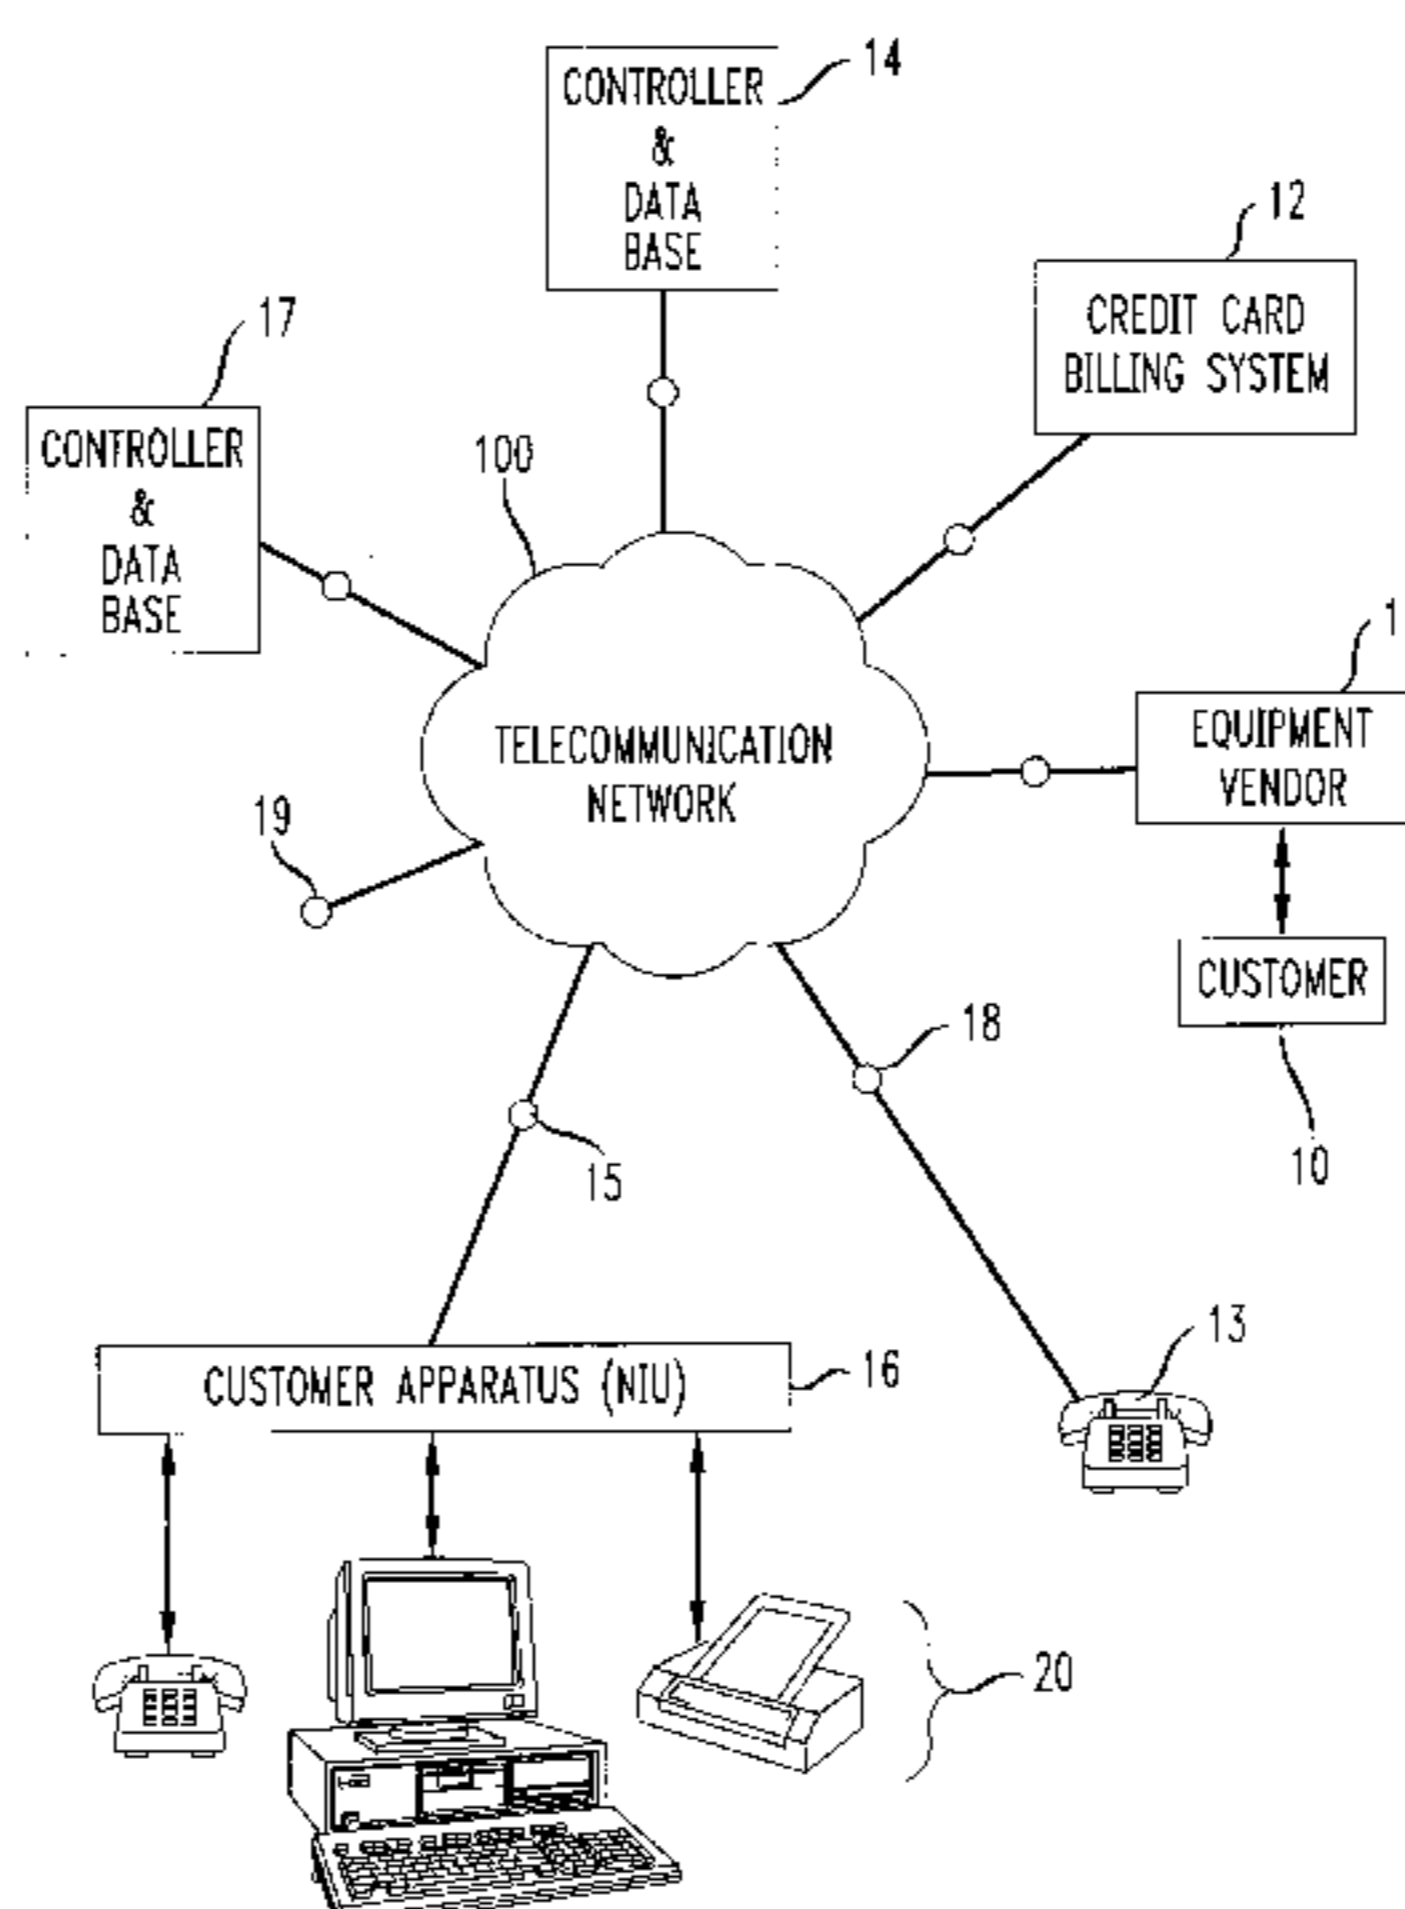 14
CONTROLLER
&
DATA
BASE
12
CREDIT CARD
BILLING SYSTEM
17
CONTROLLER
&
DATA
BASE
100
1
EQUIPMENT
VENDOR
TELECOMMUNICATION
NETWORK
19
CUSTOMER
18
10
15
13
CUSTOMER APPARATUS (NIU)
16
20